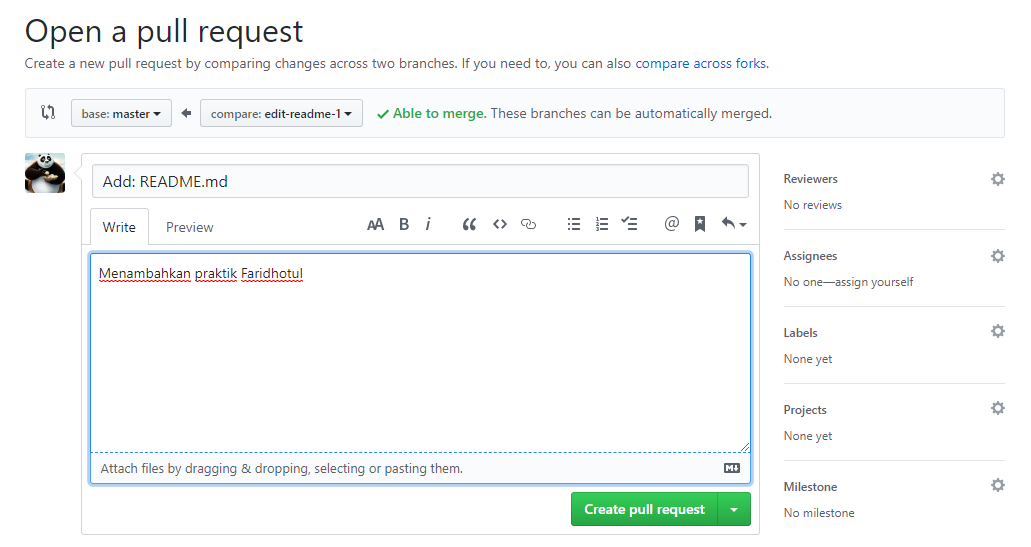 Open a pull request
Create a new pull request by comparing changes across two branches. If you need to, you can also compare across forks.
base: master
compare: edit-readme-1
Able to merge. These branches can be automatically merged.
Add: README.md
Write
Preview
AA B i
@
Menambahkan praktik Faridhotul
Attach files by dragging & dropping, selecting or pasting them.
M
Create pull request
Reviewers
No reviews
Assignees
No one—assign yourself
Labels
None yet
Projects
None yet
Milestone
No milestone